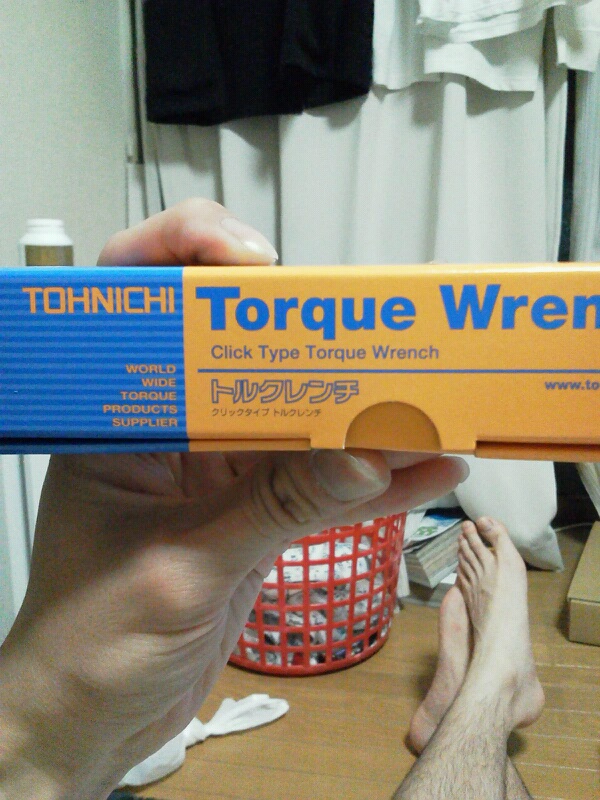 TOHNICHI
WORLD
WIDE
TORQUE
PRODUCTS
SUPPLIER
Torque Wren
Click Type Torque Wrench
トルクレンチ
クリックタイプ トルクレンチ
www.to